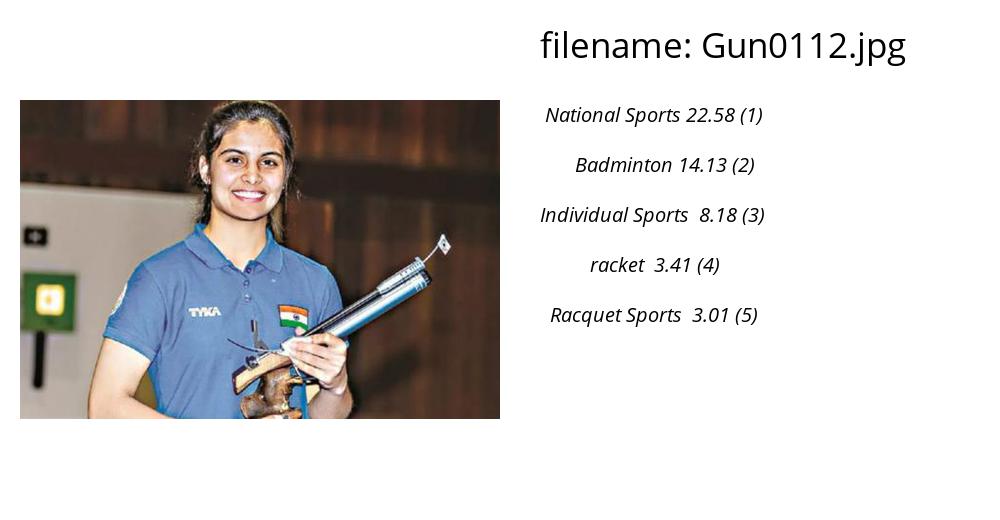 filename: Gun0112.jpg
National Sports 22.58 (1)
Badminton 14.13 (2)
Individual Sports 8.18 (3)
racket 3.41 (4)
Racquet Sports 3.01 (5)
TYKA